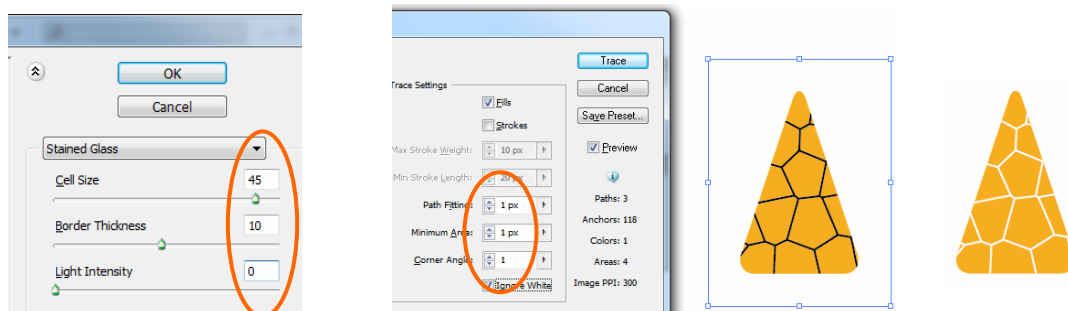 OK
Cancel
Stained Glass
Cell Size 45
Border Thickness 10
Light Intensity 0
Trace
Trace Settings
Cancel
Fills
Save Preset...
Strokes
Max Stroke Weight: 10 px
Preview
Min Stroke Length: 20 px
Path Fitting: 1 px
Paths: 3
Anchors: 118
Minimum Area: 1 px
Colors: 1
Corner Angle: 1
Areas: 4
Ignore White
Image PPI: 300